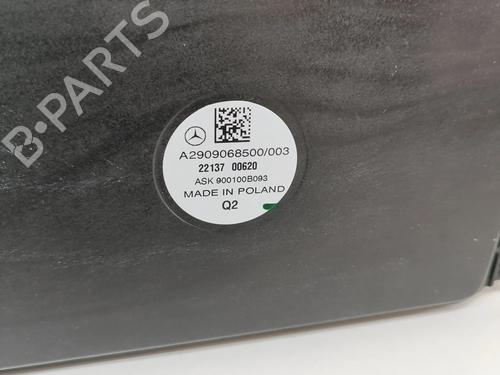 B-PARTS
A2909068500/003
22137 00620
ASK 900100B093
MADE IN POLAND
Q2